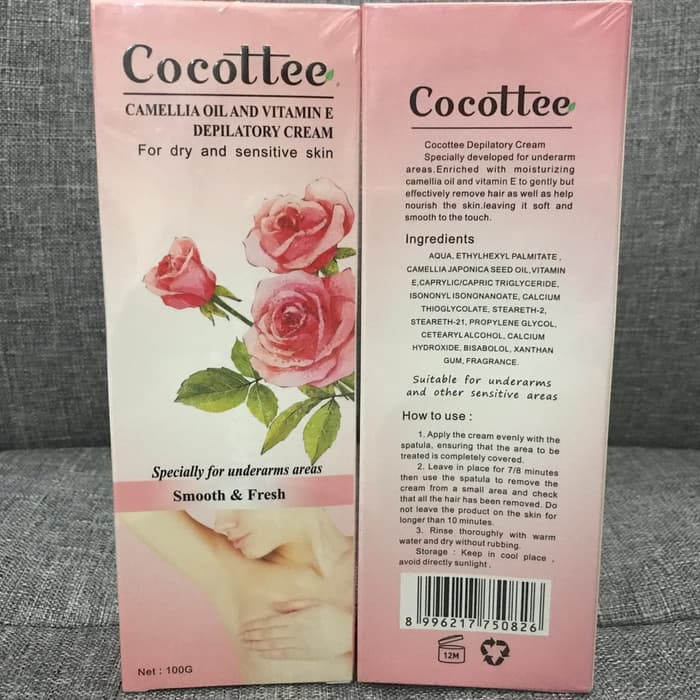 Cocottee
CAMELLIA OIL AND VITAMIN E
DEPILATORY CREAM
For dry and sensitive skin
Specially for underarms areas
Smooth & Fresh
Net : 100G
Cocottee
Cocottee Depilatory Cream
Specially developed for underarm
areas.Enriched with moisturizing
camellia oil and vitamin E to gently but
effectively remove hair as well as help
nourish the skin.leaving it soft and
smooth to the touch.
Ingredients
AQUA, ETHYLHEXYL PALMITATE ,
CAMELLIA JAPONICA SEED OIL,VITAMIN
E,CAPRYLIC/CAPRIC TRIGLYCERIDE,
ISONONYL ISONONANOATE, CALCIUM
THIOGLYCOLATE, STEARETH-2,
STEARETH-21, PROPYLENE GLYCOL,
CETEARYL ALCOHOL, CALCIUM
HYDROXIDE, BISABOLOL, XANTHAN
GUM, FRAGRANCE.
Suitable for underarms
and other sensitive areas
How to use :
1. Apply the cream evenly with the
spatula, ensuring that the area to be
treated is completely covered.
2. Leave in place for 7/8 minutes
then use the spatula to remove the
cream from a small area and check
that all the hair has been removed. Do
not leave the product on the skin for
longer than 10 minutes.
3. Rinse thoroughly with warm
water and dry without rubbing.
Storage : Keep in cool place ,
avoid directly sunlight .
8 996217 750826
12M